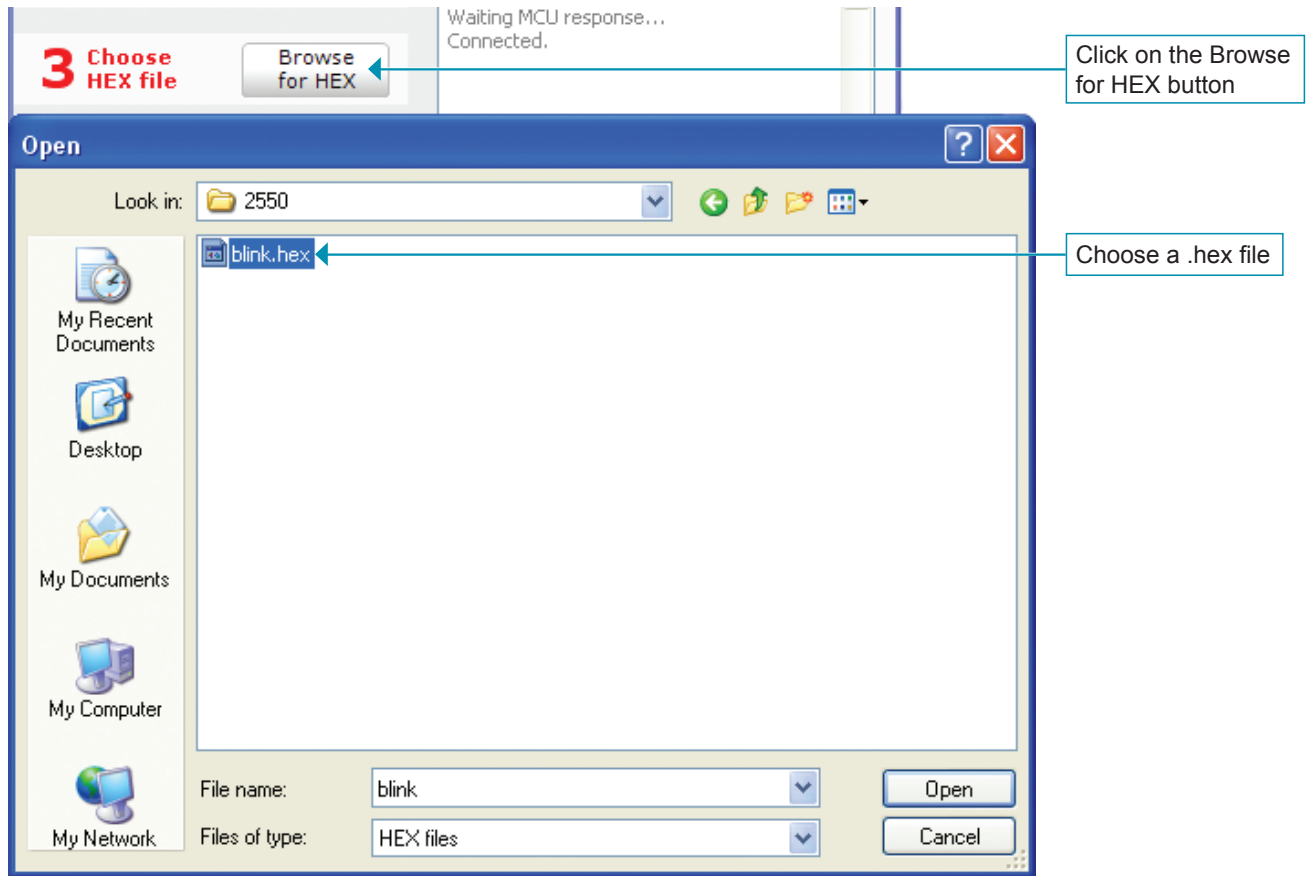 Waiting MCU response...
Connected.
3 Choose
HEX file
Browse
for HEX
Click on the Browse
for HEX button
Open
Look in:
2550
blink.hex
Choose a .hex file
My Recent
Documents
Desktop
My Documents
My Computer
My Network
File name:
blink
Open
Files of type:
HEX files
Cancel